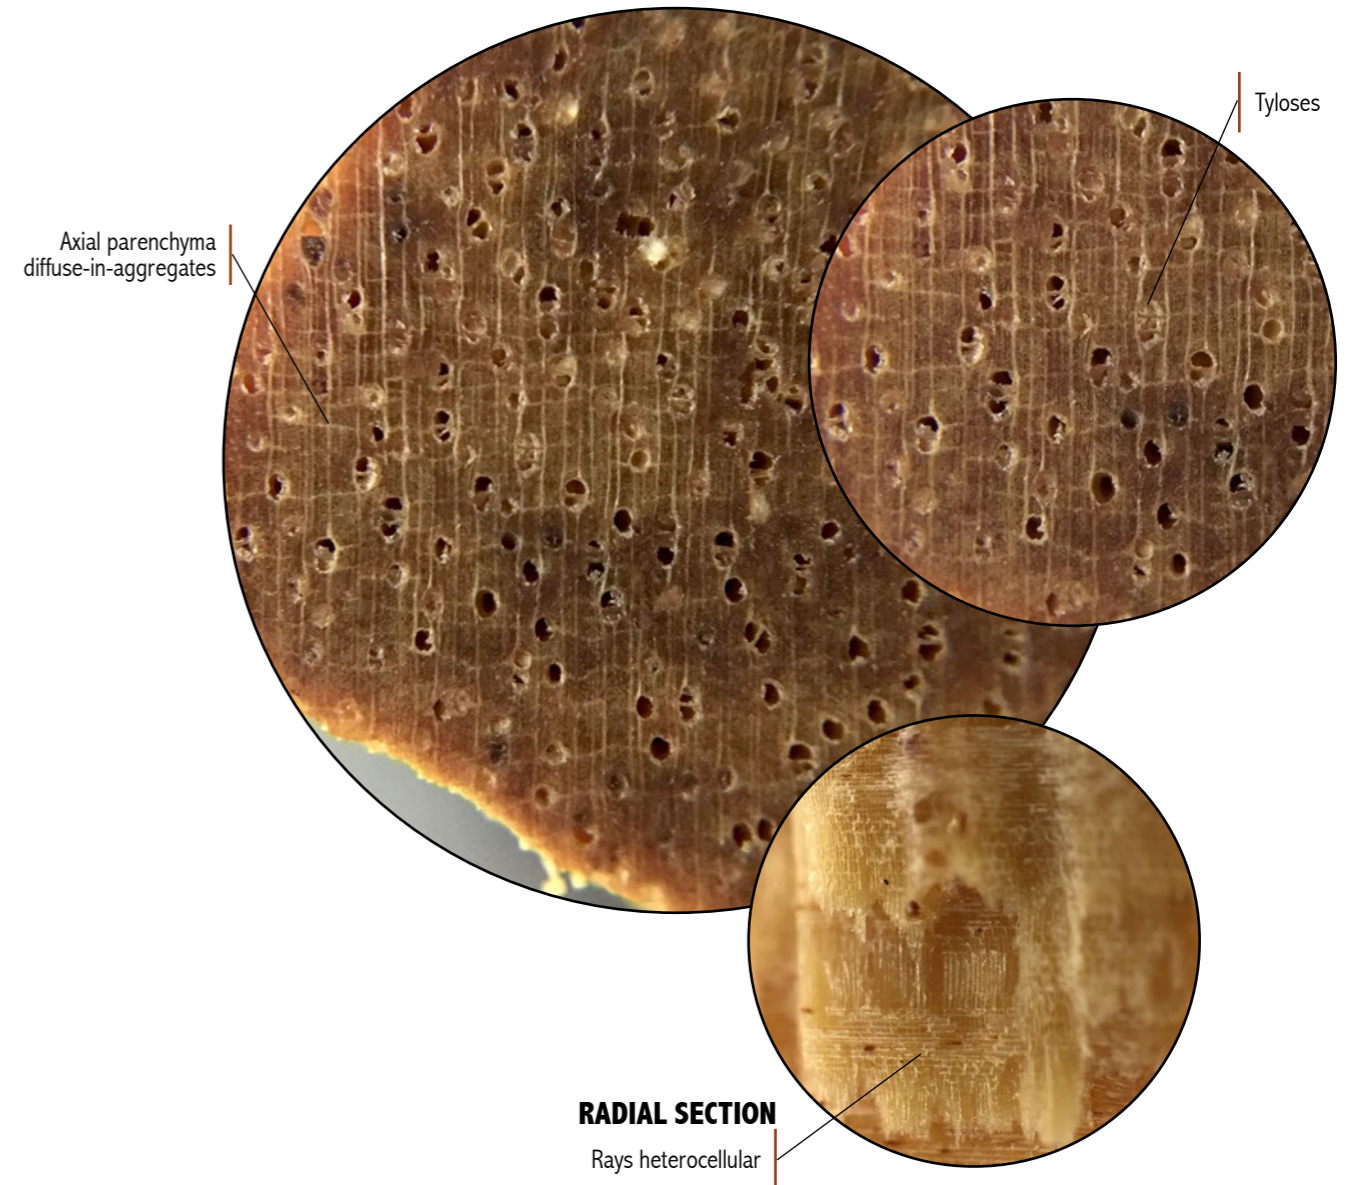 Tyloses
Axial parenchyma
diffuse-in-aggregates
RADIAL SECTION
Rays heterocellular